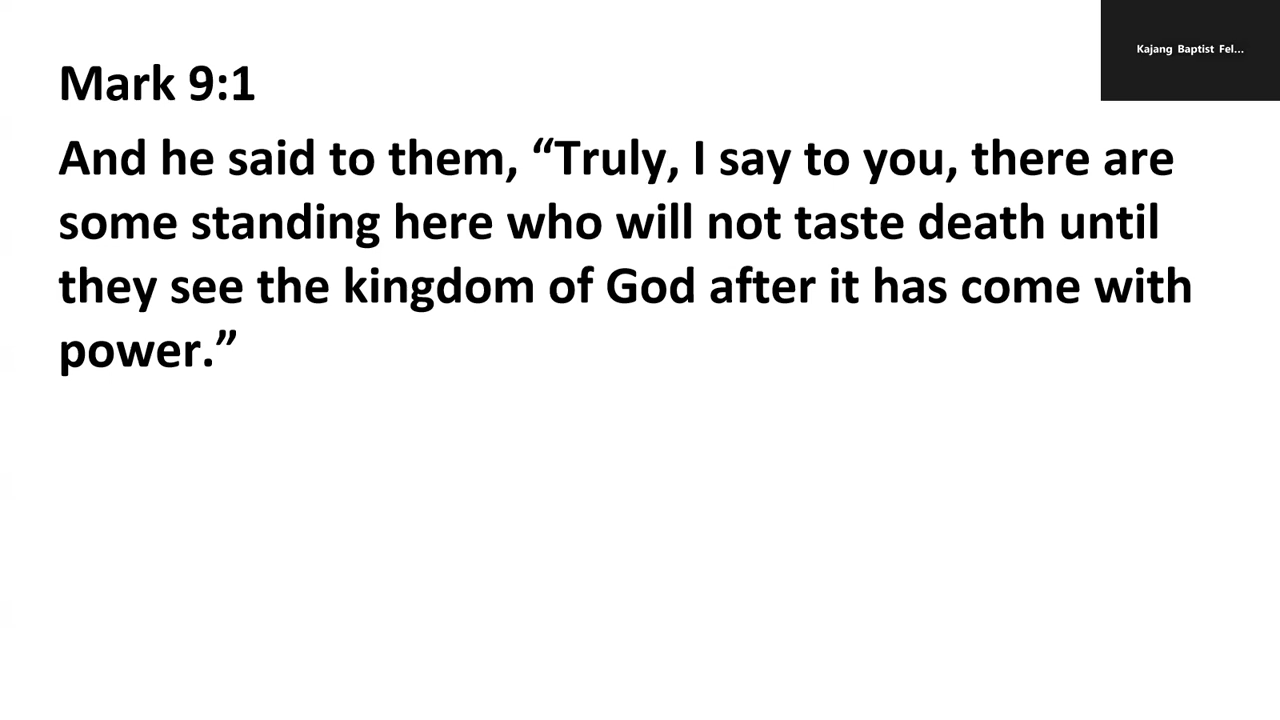 Kajang Baptist Fel...
Mark 9:1
And he said to them, “Truly, I say to you, there are
some standing here who will not taste death until
they see the kingdom of God after it has come with
power.”